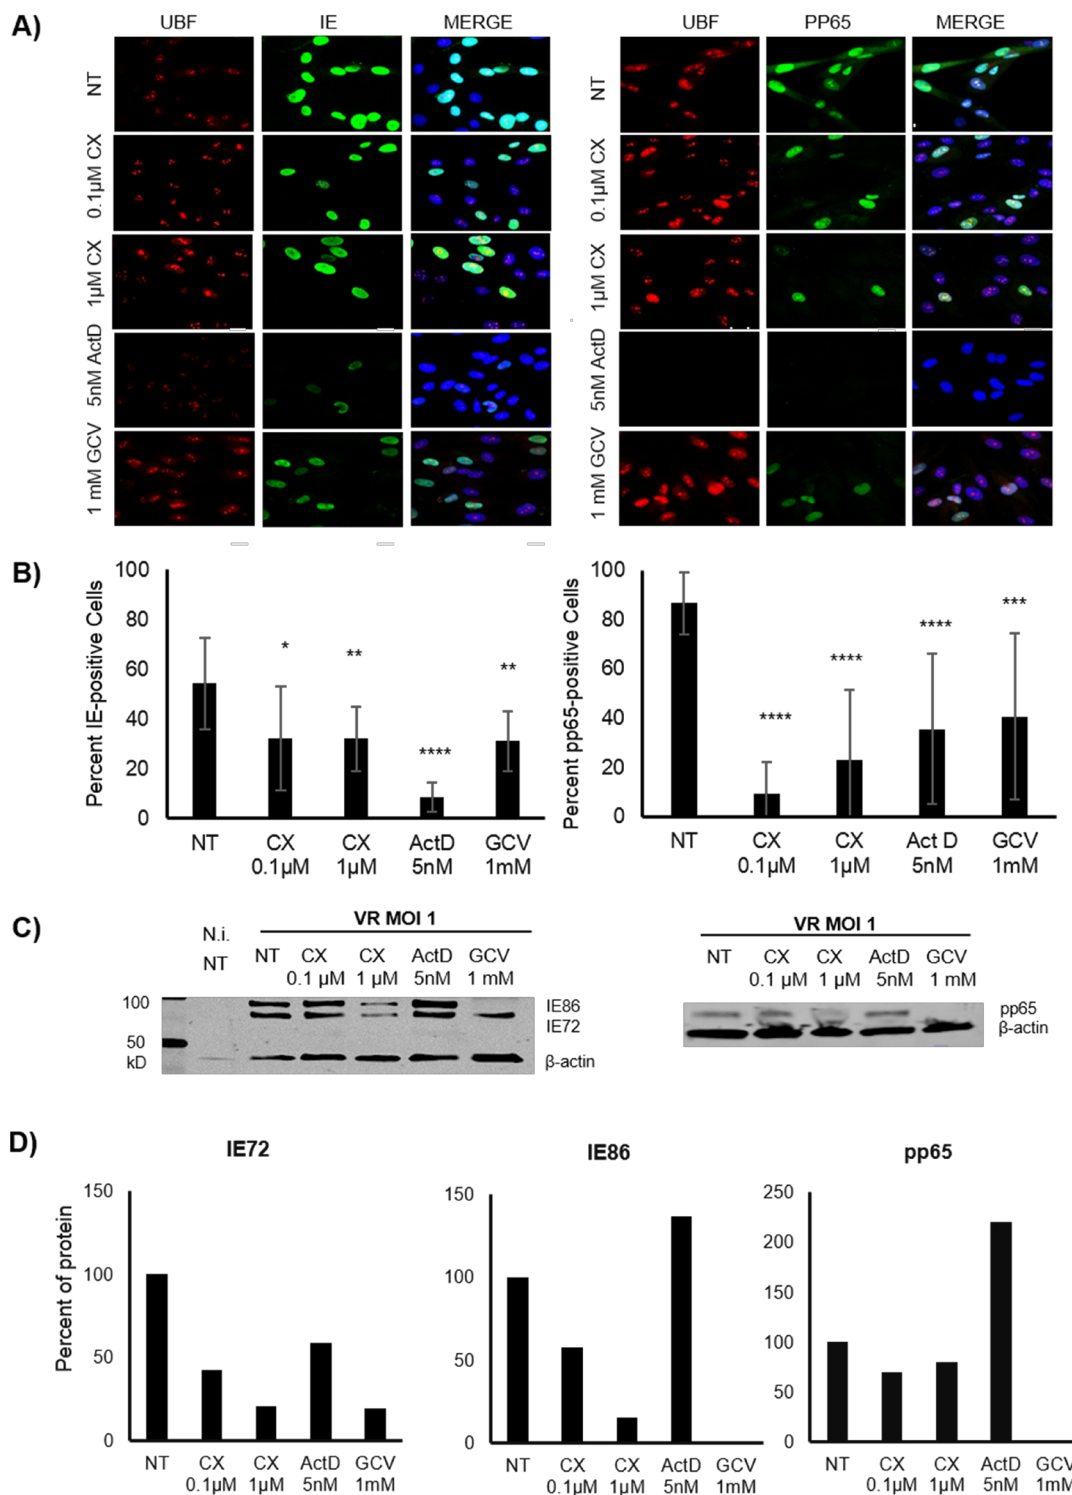 A)
UBF IE MERGE UBF PP65 MERGE
NT
0.1µM CX
1µM CX
5nM ActD
1 mM GCV
NT
0.1µM CX
1µM CX
5nM ActD
1 mM GCV
B)
Percent IE-positive Cells
100
80
60
40
20
0
* ** **** **
NT CX CX ActD GCV
0.1µM 1µM 5nM 1mM
Percent pp65-positive Cells
100
80
60
40
20
0
**** **** **** ***
NT CX CX Act D GCV
0.1µM 1µM 5nM 1mM
C)
VR MOI 1
N.i.
NT NT CX CX ActD GCV
0.1 µM 1 µM 5nM 1 mM
100
50
kD
IE86
IE72
β-actin
VR MOI 1
NT CX CX ActD GCV
0.1 µM 1 µM 5nM 1 mM
pp65
β-actin
D)
IE72
Percent of protein
150
100
50
0
NT CX CX ActD GCV
0.1µM 1µM 5nM 1mM
IE86
150
100
50
0
NT CX CX ActD GCV
0.1µM 1µM 5nM 1mM
pp65
250
200
150
100
50
0
NT CX CX ActD GCV
0.1µM 1µM 5nM 1mM